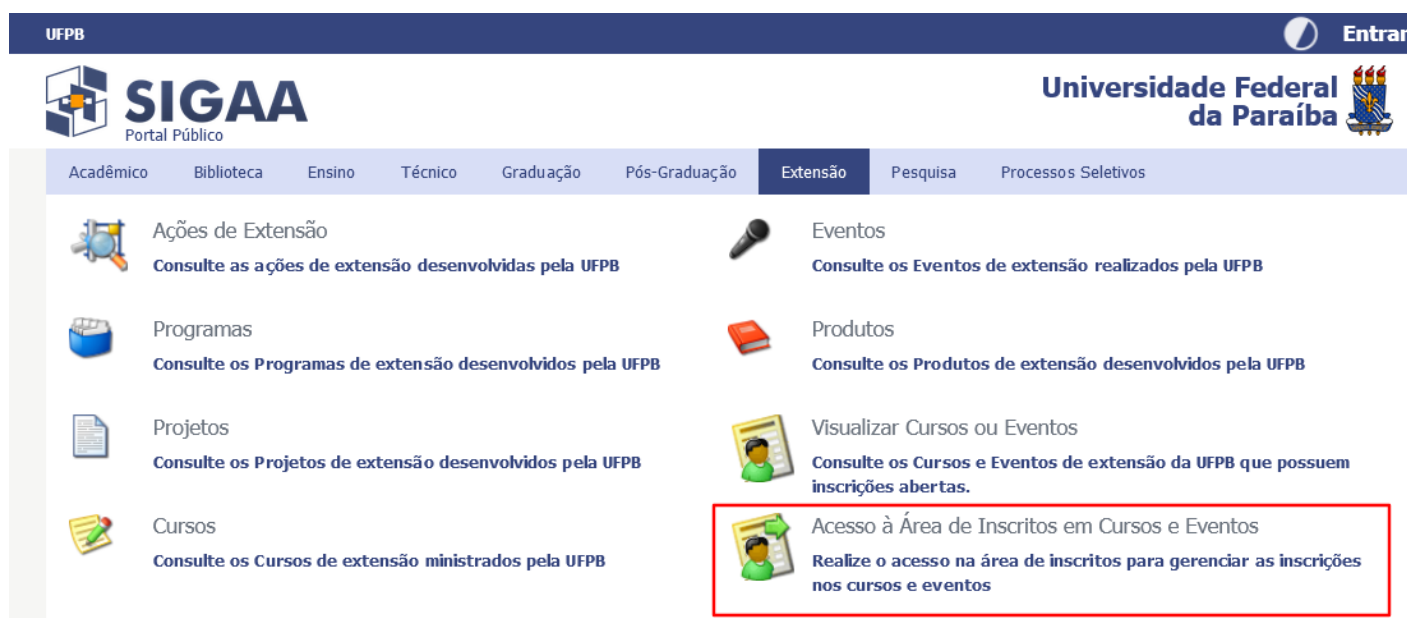 UFPB
Entrar
SIGAA
Portal Público
Universidade Federal
da Paraíba
Acadêmico Biblioteca Ensino Técnico Graduação Pós-Graduação Extensão Pesquisa Processos Seletivos
Ações de Extensão
Consulte as ações de extensão desenvolvidas pela UFPB
Eventos
Consulte os Eventos de extensão realizados pela UFPB
Programas
Consulte os Programas de extensão desenvolvidos pela UFPB
Produtos
Consulte os Produtos de extensão desenvolvidos pela UFPB
Projetos
Consulte os Projetos de extensão desenvolvidos pela UFPB
Visualizar Cursos ou Eventos
Consulte os Cursos e Eventos de extensão da UFPB que possuem
inscrições abertas.
Cursos
Consulte os Cursos de extensão ministrados pela UFPB
Acesso à Área de Inscritos em Cursos e Eventos
Realize o acesso na área de inscritos para gerenciar as inscrições
nos cursos e eventos